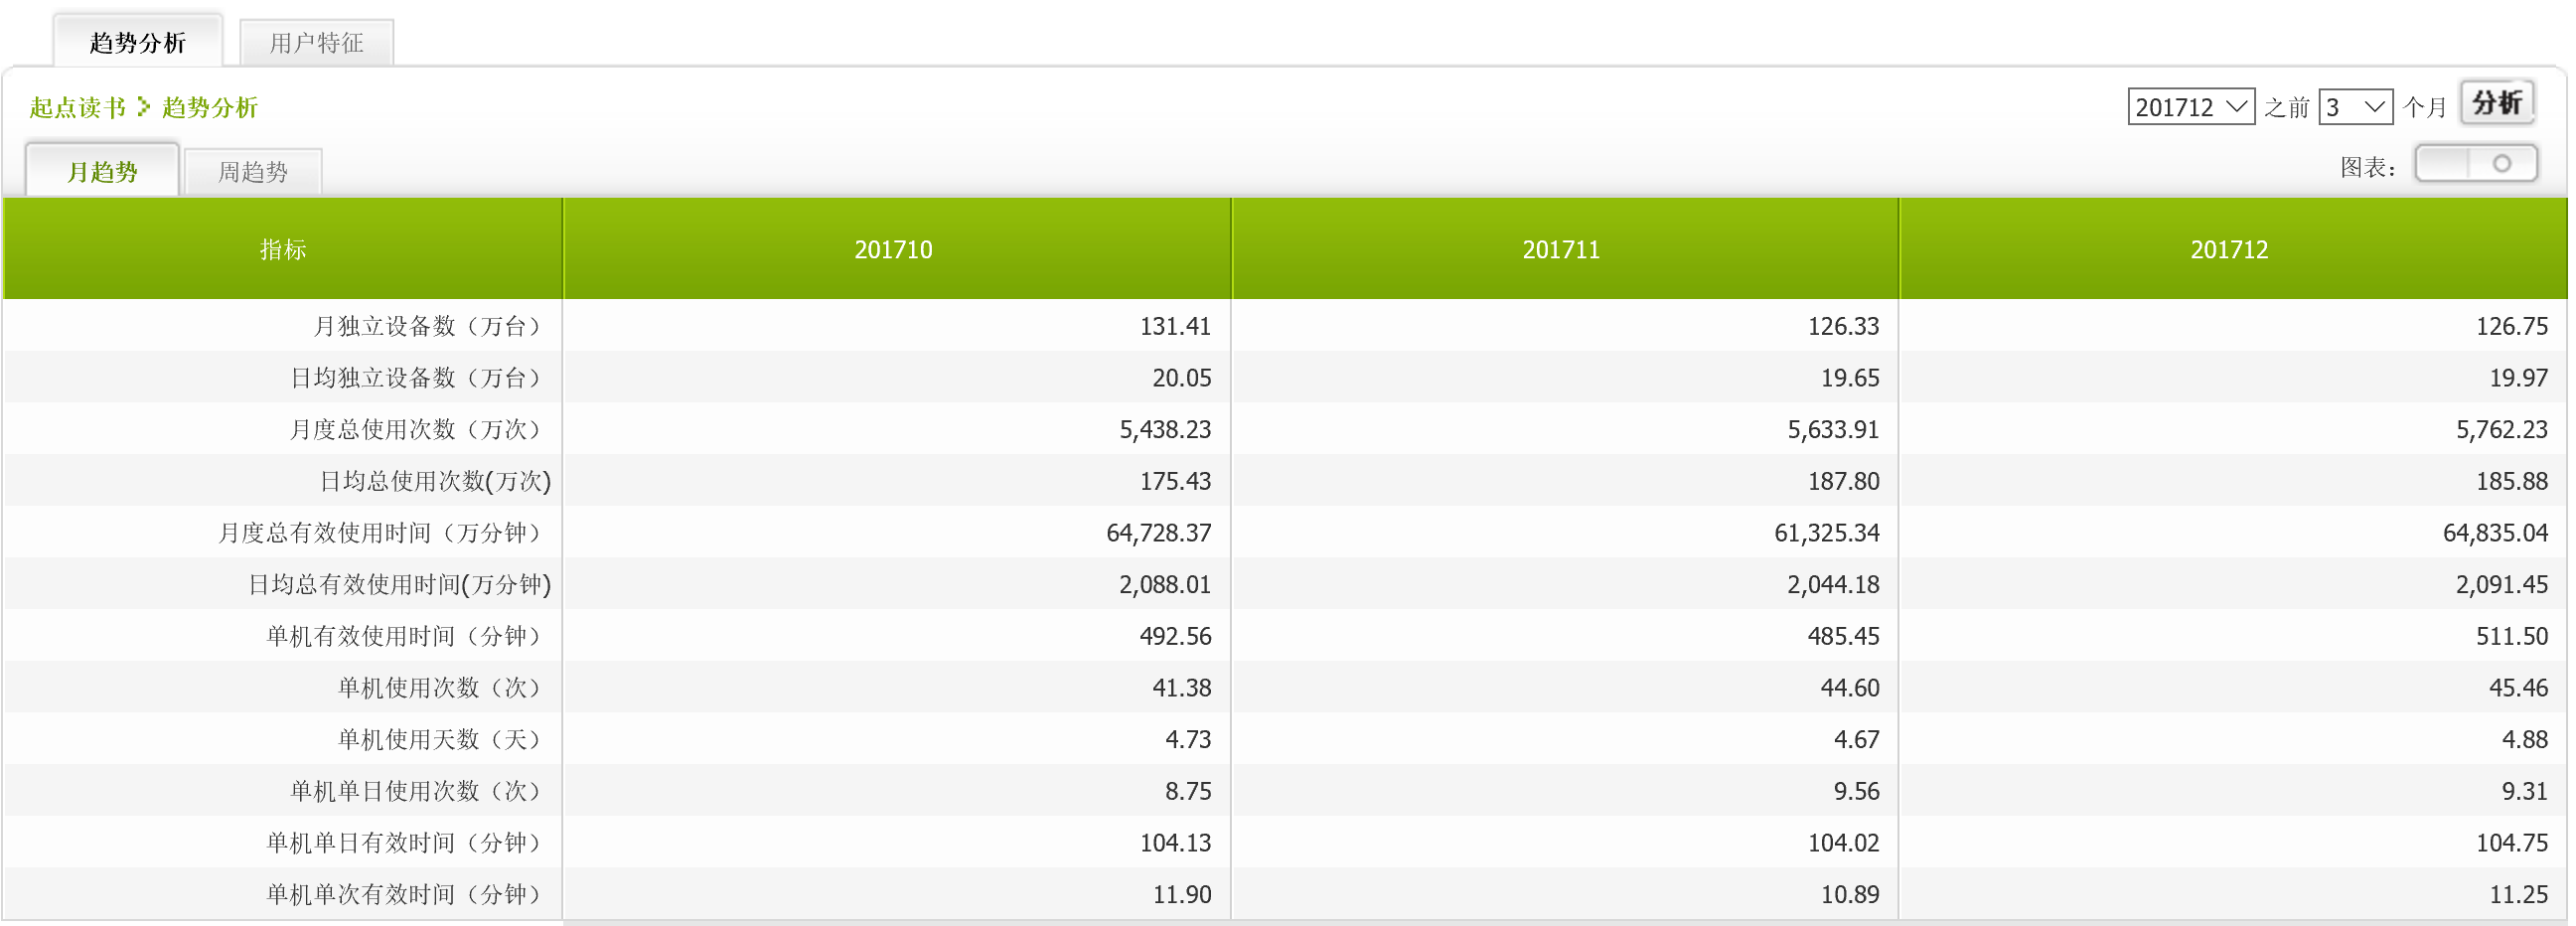 趋势分析 用户特征
起点读书 趋势分析 201712 之前 3 个月 分析
月趋势 周趋势 图表：
指标 201710 201711 201712
月独立设备数（万台） 131.41 126.33 126.75
日均独立设备数（万台） 20.05 19.65 19.97
月度总使用次数（万次） 5,438.23 5,633.91 5,762.23
日均总使用次数(万次) 175.43 187.80 185.88
月度总有效使用时间（万分钟） 64,728.37 61,325.34 64,835.04
日均总有效使用时间(万分钟) 2,088.01 2,044.18 2,091.45
单机有效使用时间（分钟） 492.56 485.45 511.50
单机使用次数（次） 41.38 44.60 45.46
单机使用天数（天） 4.73 4.67 4.88
单机单日使用次数（次） 8.75 9.56 9.31
单机单日有效时间（分钟） 104.13 104.02 104.75
单机单次有效时间（分钟） 11.90 10.89 11.25